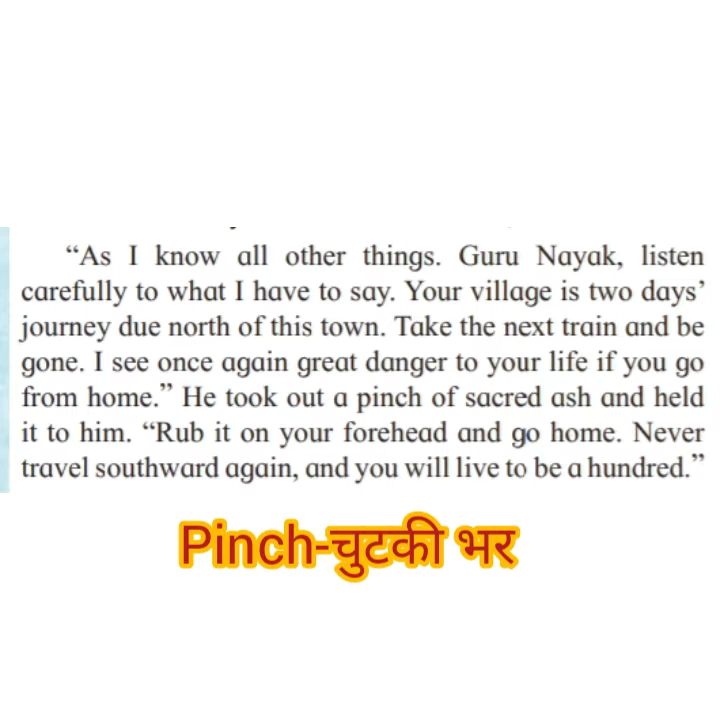 “As I know all other things. Guru Nayak, listen
carefully to what I have to say. Your village is two days’
journey due north of this town. Take the next train and be
gone. I see once again great danger to your life if you go
from home.” He took out a pinch of sacred ash and held
it to him. “Rub it on your forehead and go home. Never
travel southward again, and you will live to be a hundred.”
Pinch-चुटकी भर